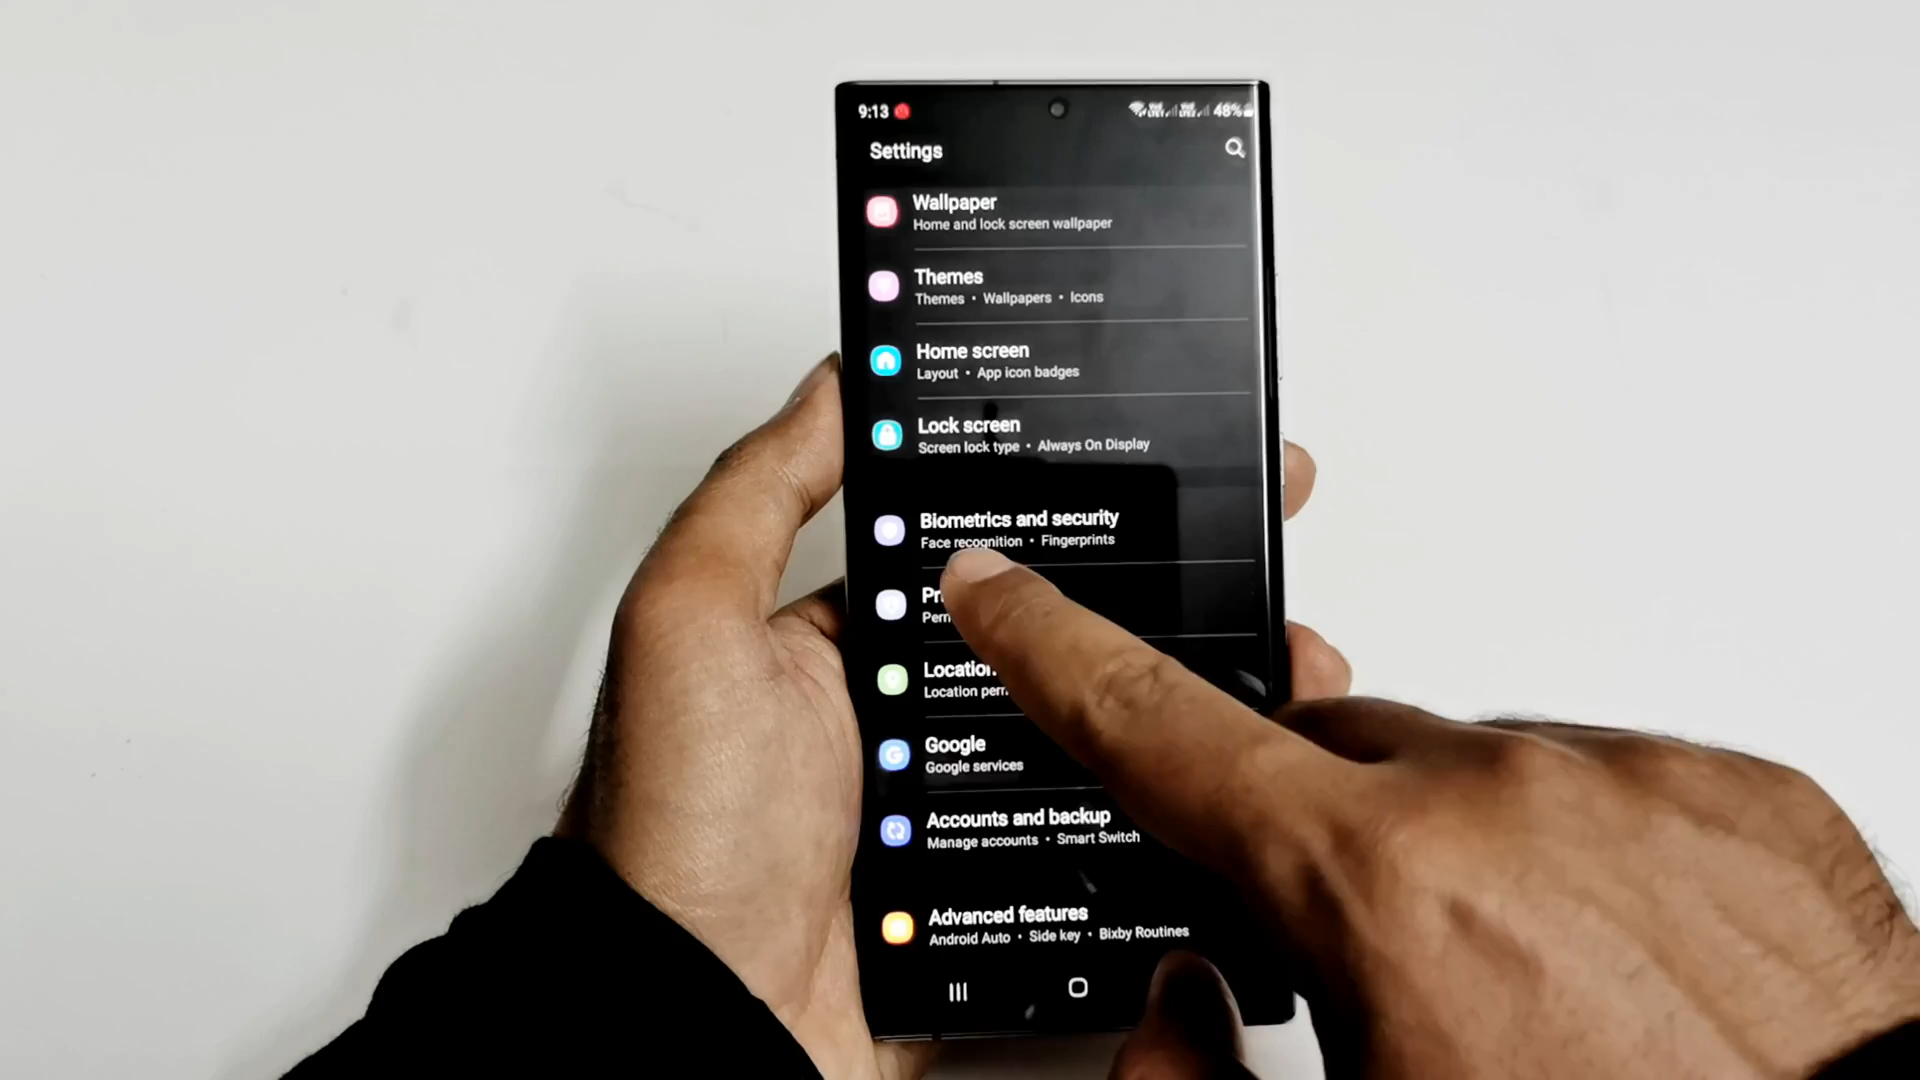 9:13 48%
Settings
Wallpaper
Home and lock screen wallpaper
Themes
Themes • Wallpapers • Icons
Home screen
Layout • App icon badges
Lock screen
Screen lock type • Always On Display
Biometrics and security
Face recognition • Fingerprints
Location
Location
Google
Google services
Accounts and backup
Manage accounts • Smart Switch
Advanced features
Android Auto • Side key • Bixby Routines